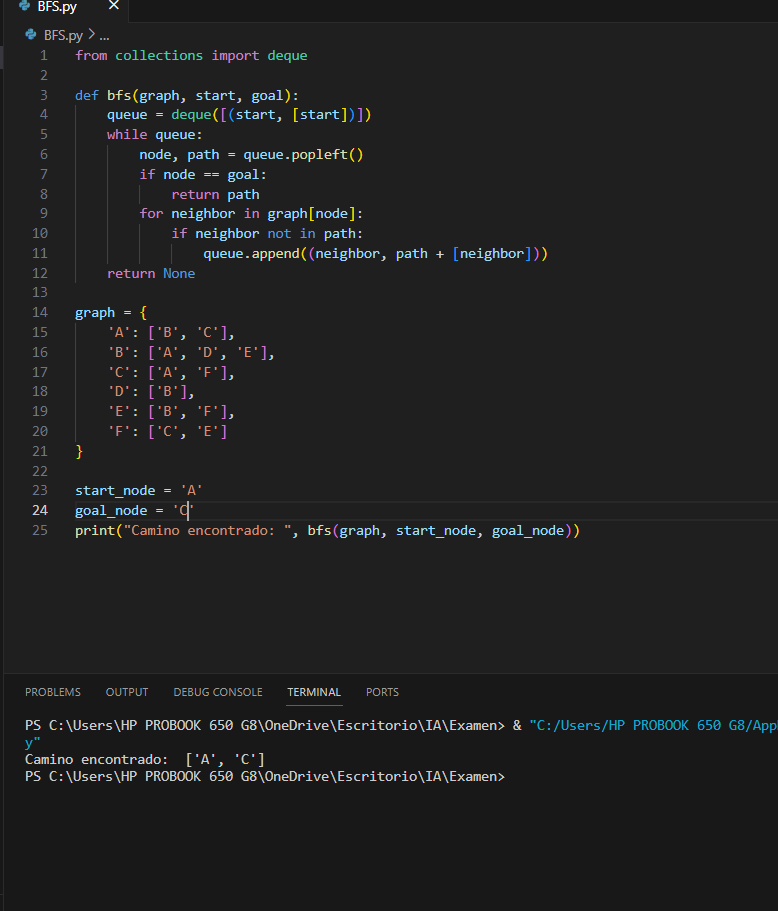 BFS.py
BFS.py > ...
1 from collections import deque
2
3 def bfs(graph, start, goal):
4     queue = deque([(start, [start])])
5     while queue:
6         node, path = queue.popleft()
7         if node == goal:
8             return path
9         for neighbor in graph[node]:
10             if neighbor not in path:
11                 queue.append((neighbor, path + [neighbor]))
12     return None
13
14 graph = {
15     'A': ['B', 'C'],
16     'B': ['A', 'D', 'E'],
17     'C': ['A', 'F'],
18     'D': ['B'],
19     'E': ['B', 'F'],
20     'F': ['C', 'E']
21 }
22
23 start_node = 'A'
24 goal_node = 'C'
25 print("Camino encontrado: ", bfs(graph, start_node, goal_node))
PROBLEMS OUTPUT DEBUG CONSOLE TERMINAL PORTS
PS C:\Users\HP PROBOOK 650 G8\OneDrive\Escritorio\IA\Examen> & "C:/Users/HP PROBOOK 650 G8/App
y"
Camino encontrado:  ['A', 'C']
PS C:\Users\HP PROBOOK 650 G8\OneDrive\Escritorio\IA\Examen>